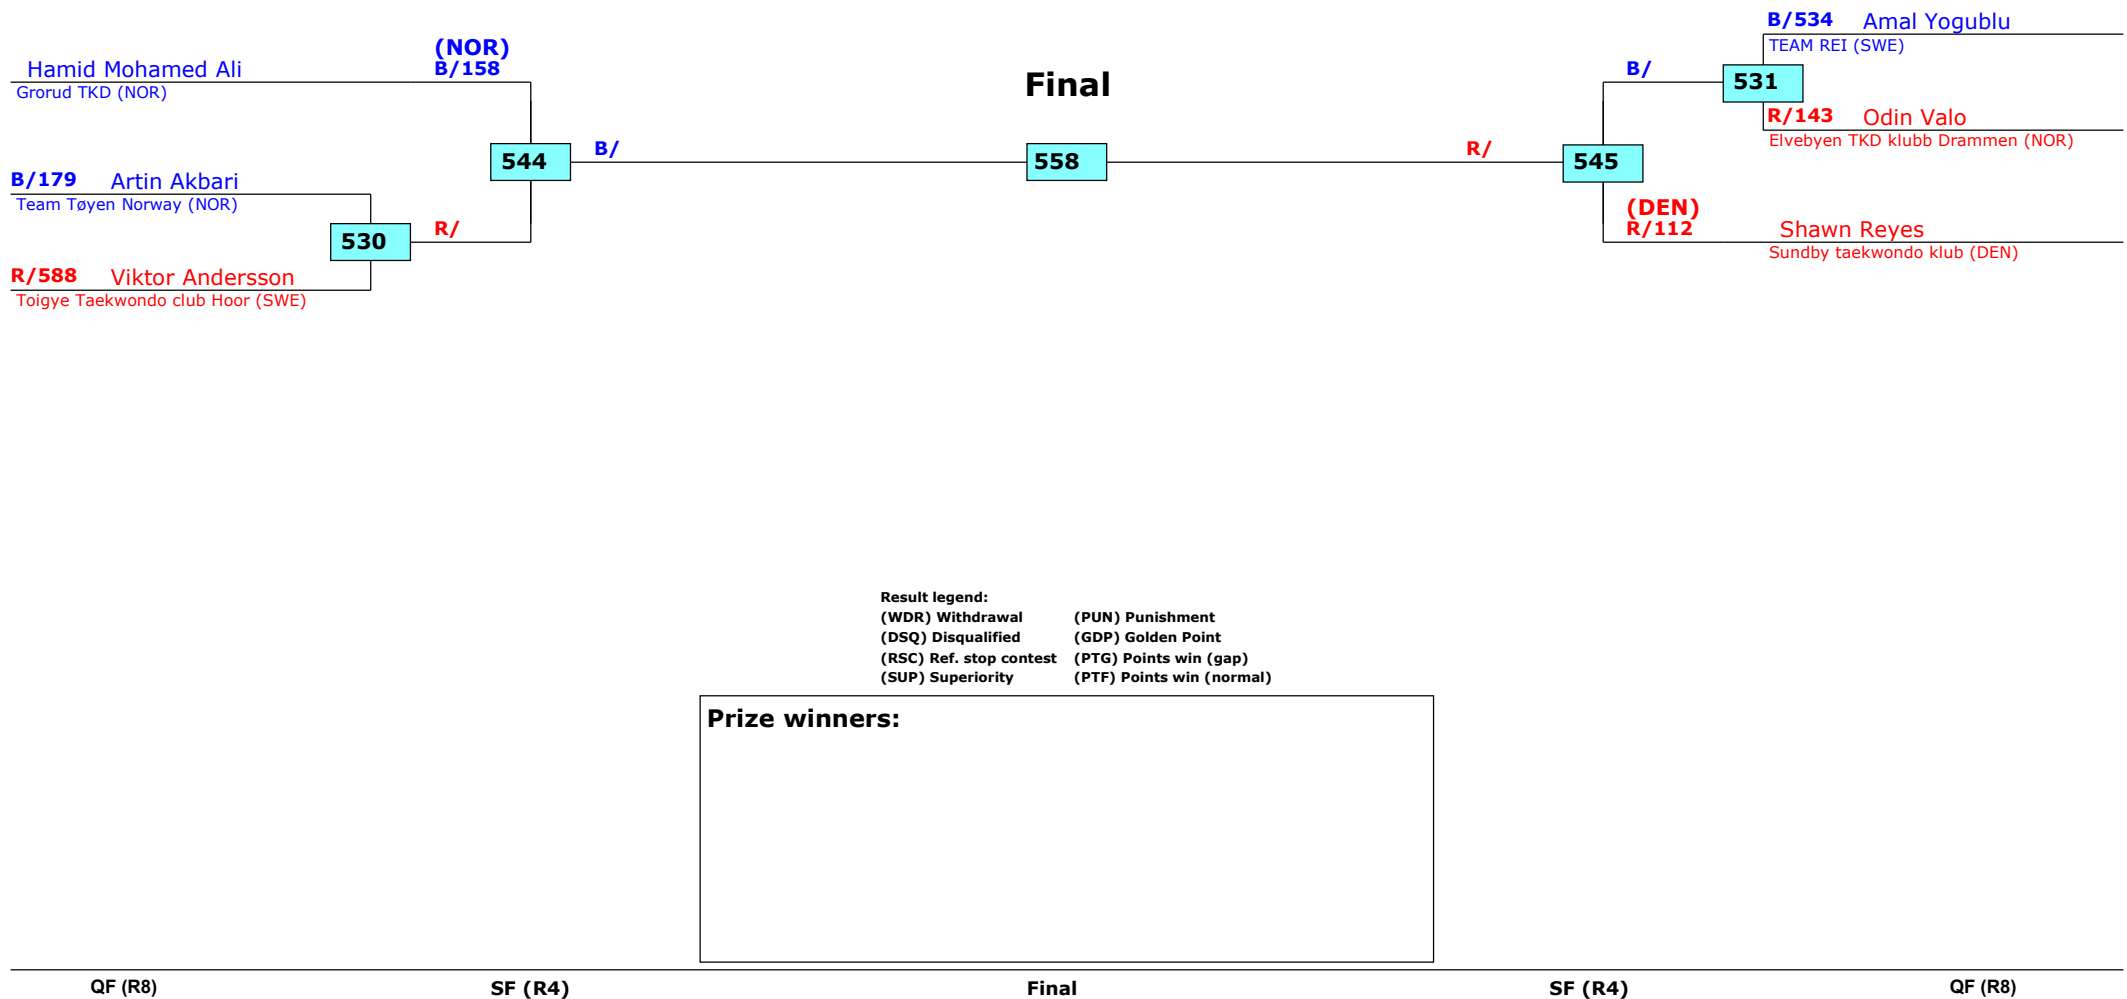 (NOR)
B/158
Hamid Mohamed Ali
Grorud TKD (NOR)
544
B/
B/179 Artin Akbari
Team Tøyen Norway (NOR)
530
R/
R/588 Viktor Andersson
Toigye Taekwondo club Hoor (SWE)
Final
558
B/534 Amal Yogublu
TEAM REI (SWE)
B/
531
R/143 Odin Valo
Elvebyen TKD klubb Drammen (NOR)
R/
545
(DEN)
R/112 Shawn Reyes
Sundby taekwondo klub (DEN)
Result legend:
(WDR) Withdrawal (PUN) Punishment
(DSQ) Disqualified (GDP) Golden Point
(RSC) Ref. stop contest (PTG) Points win (gap)
(SUP) Superiority (PTF) Points win (normal)
Prize winners:
QF (R8) SF (R4) Final SF (R4) QF (R8)